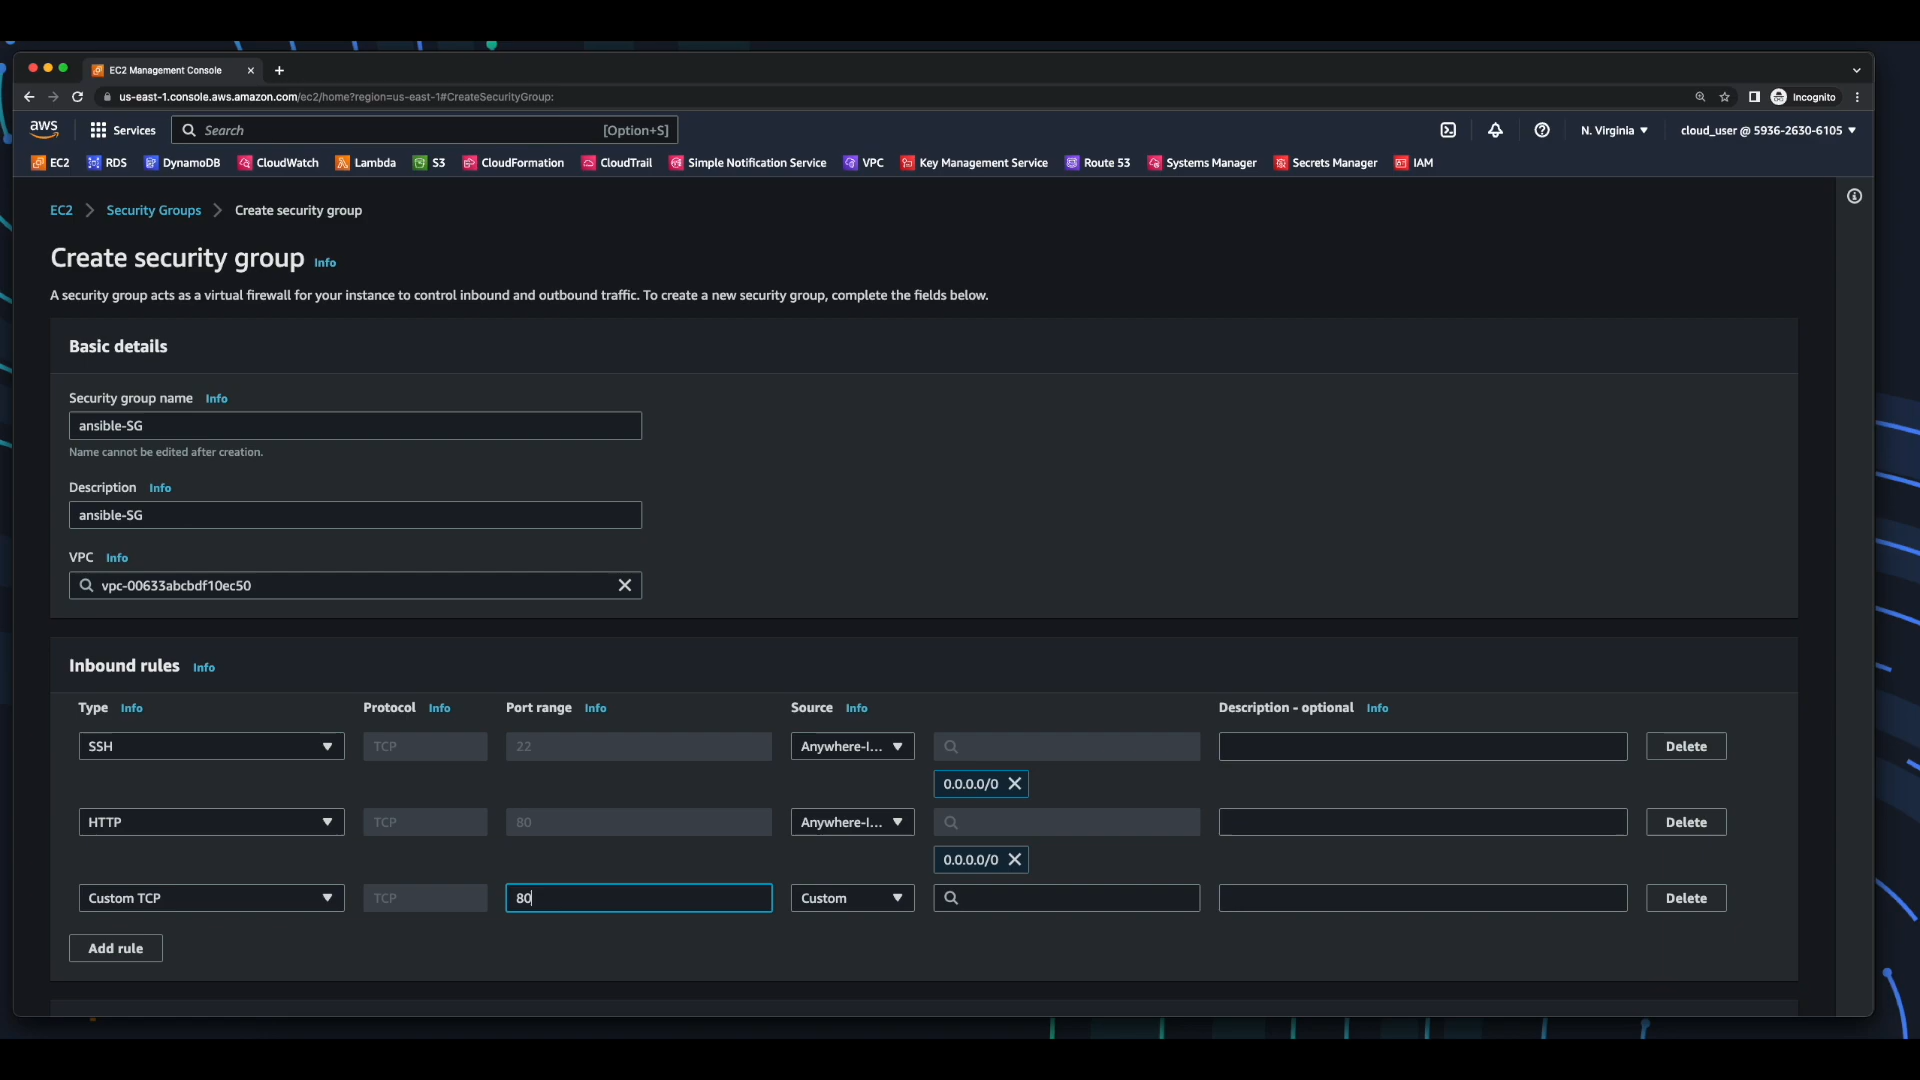 EC2 Management Console
us-east-1.console.aws.amazon.com/ec2/home?region=us-east-1#CreateSecurityGroup:
Incognito
aws
Services
Search
[Option+S]
N. Virginia
cloud_user @ 5936-2630-6105
EC2 RDS DynamoDB CloudWatch Lambda S3 CloudFormation CloudTrail Simple Notification Service VPC Key Management Service Route 53 Systems Manager Secrets Manager IAM
EC2 Security Groups Create security group
Create security group Info
A security group acts as a virtual firewall for your instance to control inbound and outbound traffic. To create a new security group, complete the fields below.
Basic details
Security group name Info
ansible-SG
Name cannot be edited after creation.
Description Info
ansible-SG
VPC Info
vpc-00633abcbdf10ec50
Inbound rules Info
Type Info Protocol Info Port range Info Source Info Description - optional Info
SSH TCP 22 Anywhere-I... Delete
0.0.0.0/0
HTTP TCP 80 Anywhere-I... Delete
0.0.0.0/0
Custom TCP TCP 80 Custom Delete
Add rule